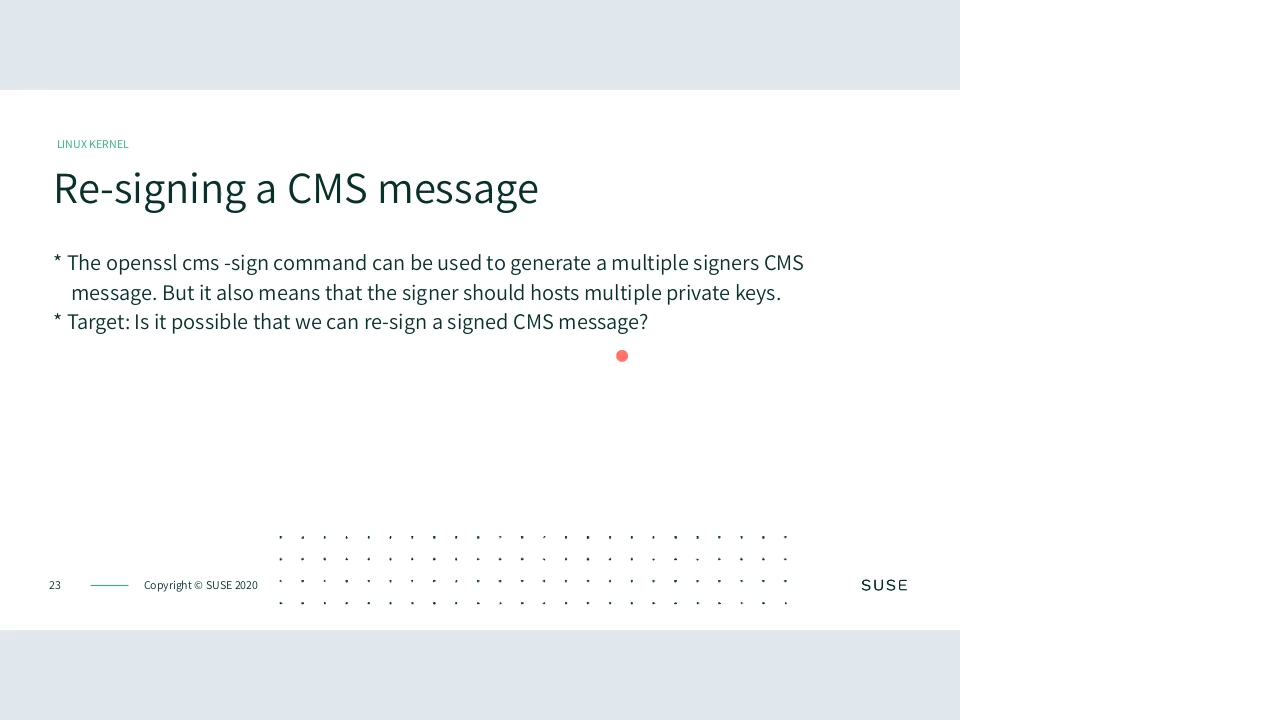 LINUX KERNEL
Re-signing a CMS message
* The openssl cms -sign command can be used to generate a multiple signers CMS
message. But it also means that the signer should hosts multiple private keys.
* Target: Is it possible that we can re-sign a signed CMS message?
23
Copyright © SUSE 2020
SUSE